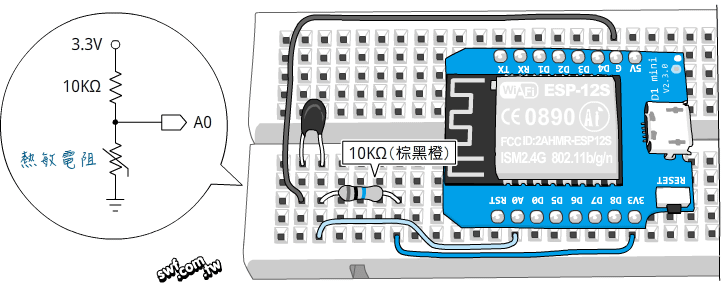 3.3V
10KΩ
A0
熱敏電阻
swf.com.tw
10KΩ(棕黑橙)
TX RX D1 D2 D3 D4 G 5V
WiFi ESP-12S
CE 0890
FCC ID:2AHMR-ESP12S
ISM2.4G 802.11b/g/n
D1 mini
V2.3.0
RESET
RST A0 D0 D5 D6 D7 D8 3V3